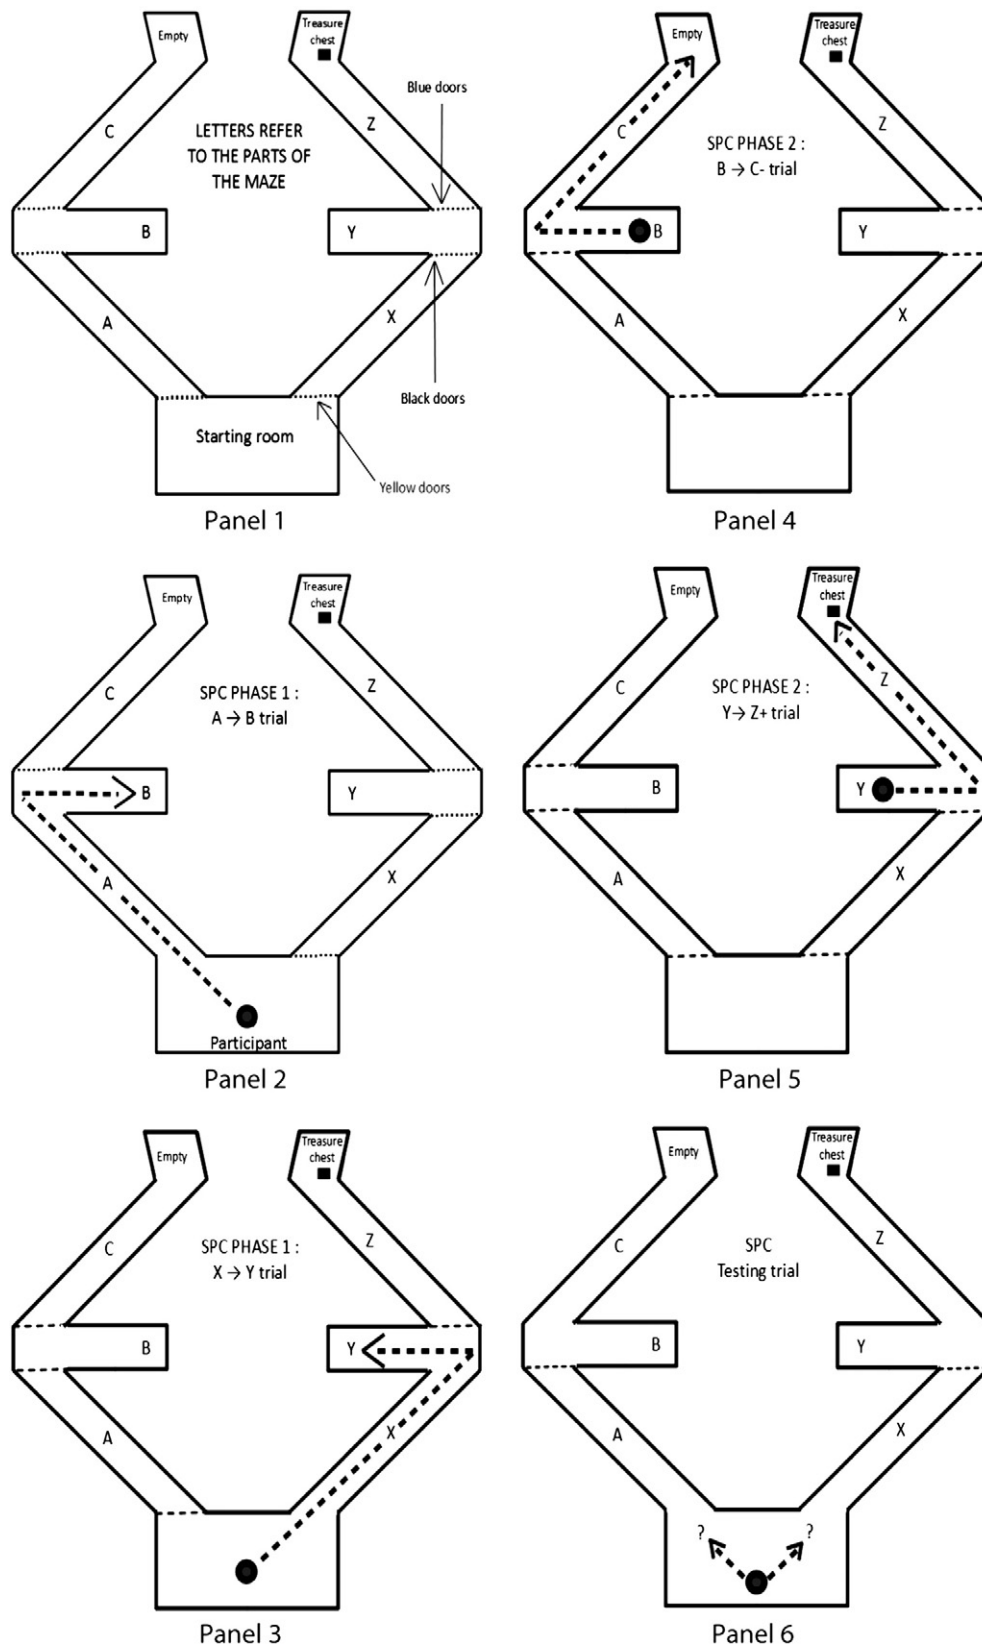 Empty
Treasure
chest
Blue doors
C
Z
LETTERS REFER
TO THE PARTS OF
THE MAZE
B
Y
A
X
Black doors
Starting room
Yellow doors
Panel 1
Empty
Treasure
chest
C
Z
SPC PHASE 2 :
B → C- trial
B
Y
A
X
Panel 4
Empty
Treasure
chest
C
Z
SPC PHASE 1 :
A → B trial
B
Y
A
X
Participant
Panel 2
Empty
Treasure
chest
C
Z
SPC PHASE 2 :
Y → Z+ trial
B
Y
A
X
Panel 5
Empty
Treasure
chest
C
Z
SPC PHASE 1 :
X → Y trial
B
Y
A
X
Panel 3
Empty
Treasure
chest
C
Z
SPC
Testing trial
B
Y
A
X
? ?
Panel 6